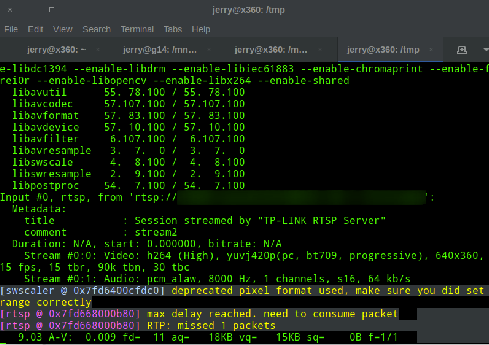 jerry@x360: /tmp
File Edit View Search Terminal Tabs Help
jerry@x360: ~ × jerry@g14: /mn... × jerry@x360: /m... × jerry@x360: /tmp ×
e-libdc1394 --enable-libdrm --enable-libiec61883 --enable-chromaprint --enable-f
rei0r --enable-libopencv --enable-libx264 --enable-shared
libavutil 55. 78.100 / 55. 78.100
libavcodec 57.107.100 / 57.107.100
libavformat 57. 83.100 / 57. 83.100
libavdevice 57. 10.100 / 57. 10.100
libavfilter 6.107.100 / 6.107.100
libavresample 3. 7. 0 / 3. 7. 0
libswscale 4. 8.100 / 4. 8.100
libswresample 2. 9.100 / 2. 9.100
libpostproc 54. 7.100 / 54. 7.100
Input #0, rtsp, from 'rtsp:// ':
Metadata:
title : Session streamed by "TP-LINK RTSP Server"
comment : stream2
Duration: N/A, start: 0.000000, bitrate: N/A
Stream #0:0: Video: h264 (High), yuvj420p(pc, bt709, progressive), 640x360,
15 fps, 15 tbr, 90k tbn, 30 tbc
Stream #0:1: Audio: pcm_alaw, 8000 Hz, 1 channels, s16, 64 kb/s
[swscaler @ 0x7fd6400cfdc0] deprecated pixel format used, make sure you did set
range correctly
[rtsp @ 0x7fd668000b80] max delay reached. need to consume packet
[rtsp @ 0x7fd668000b80] RTP: missed 1 packets
9.03 A-V: 0.009 fd= 11 aq= 18KB vq= 15KB sq= 0B f=1/1